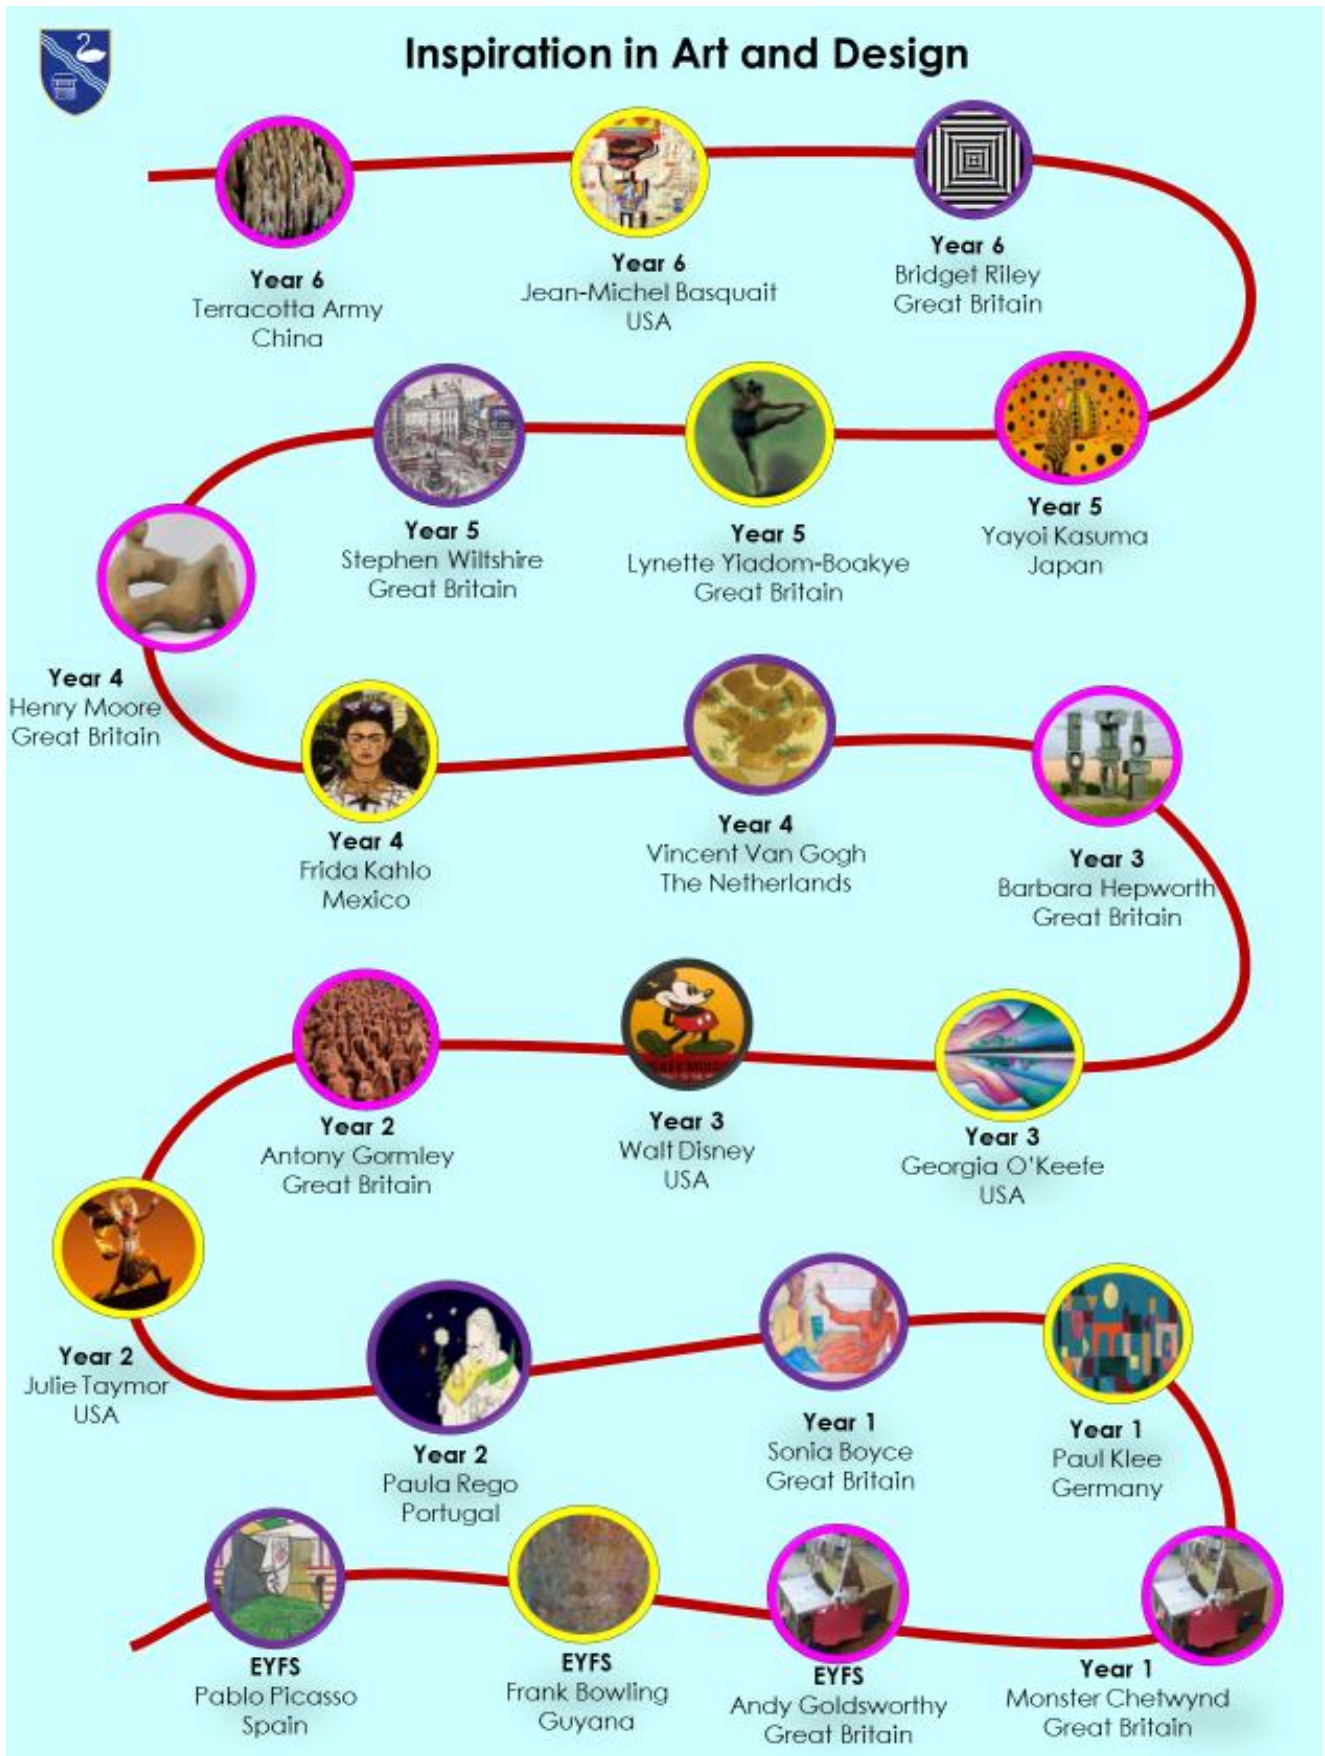 Inspiration in Art and Design
Year 6
Terracotta Army
China
Year 6
Jean-Michel Basquait
USA
Year 6
Bridget Riley
Great Britain
Year 5
Stephen Wiltshire
Great Britain
Year 5
Lynette Yiadom-Boakye
Great Britain
Year 5
Yayoi Kasuma
Japan
Year 4
Henry Moore
Great Britain
Year 4
Frida Kahlo
Mexico
Year 4
Vincent Van Gogh
The Netherlands
Year 3
Barbara Hepworth
Great Britain
Year 2
Antony Gormley
Great Britain
Year 3
Walt Disney
USA
Year 3
Georgia O'Keefe
USA
Year 2
Julie Taymor
USA
Year 2
Paula Rego
Portugal
Year 1
Sonia Boyce
Great Britain
Year 1
Paul Klee
Germany
EYFS
Pablo Picasso
Spain
EYFS
Frank Bowling
Guyana
EYFS
Andy Goldsworthy
Great Britain
Year 1
Monster Chetwynd
Great Britain